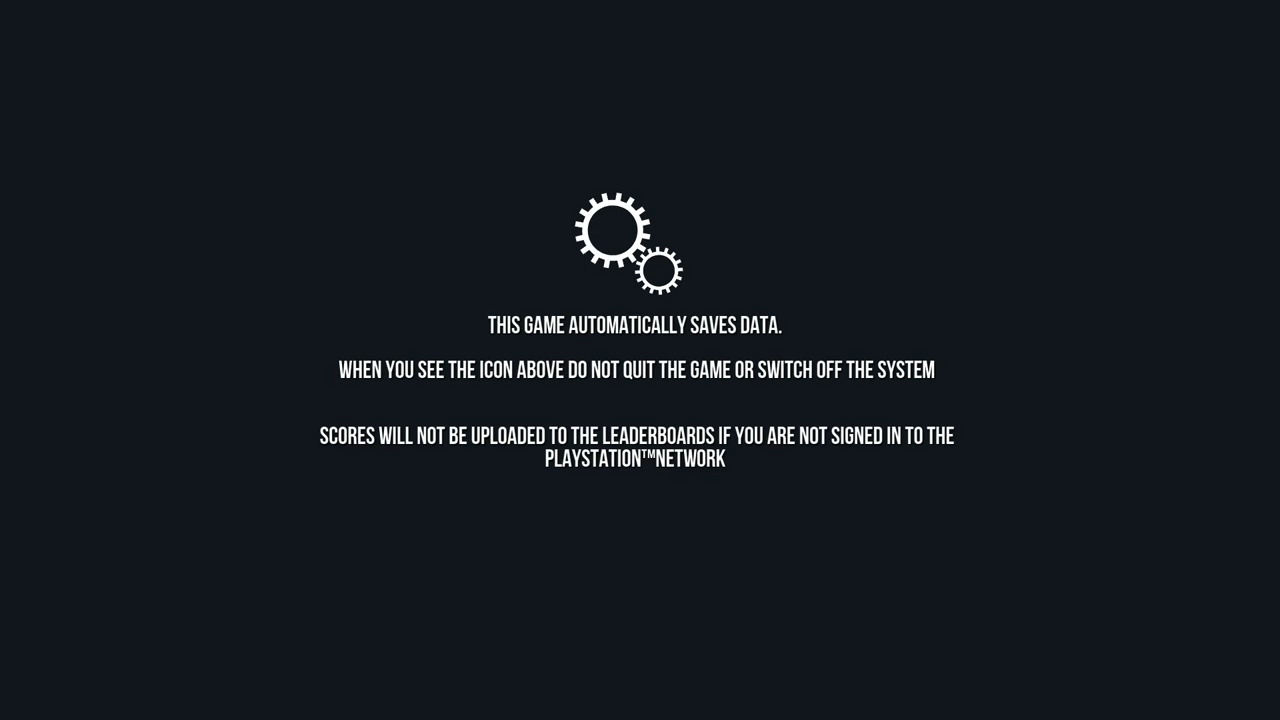 THIS GAME AUTOMATICALLY SAVES DATA.
WHEN YOU SEE THE ICON ABOVE DO NOT QUIT THE GAME OR SWITCH OFF THE SYSTEM
SCORES WILL NOT BE UPLOADED TO THE LEADERBOARDS IF YOU ARE NOT SIGNED IN TO THE
PLAYSTATION™NETWORK